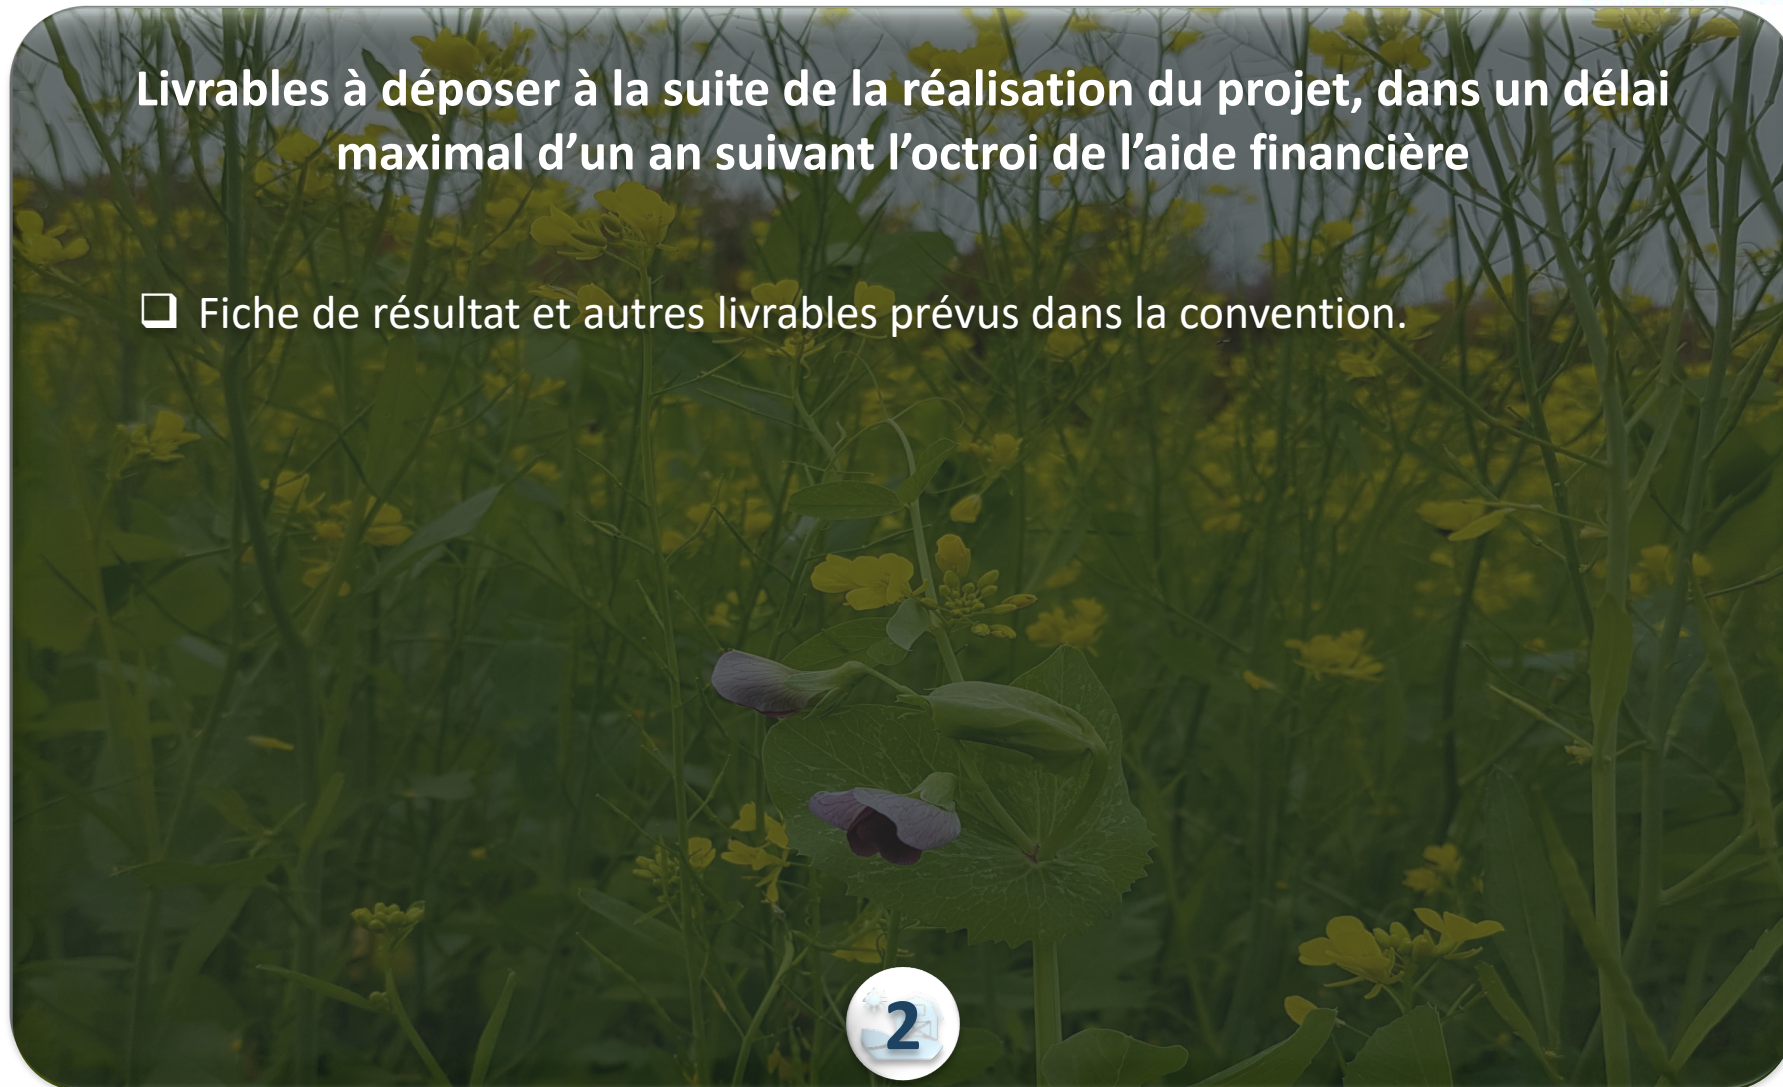 Livrables à déposer à la suite de la réalisation du projet, dans un délai
maximal d’un an suivant l’octroi de l’aide financière
❑ Fiche de résultat et autres livrables prévus dans la convention.
2